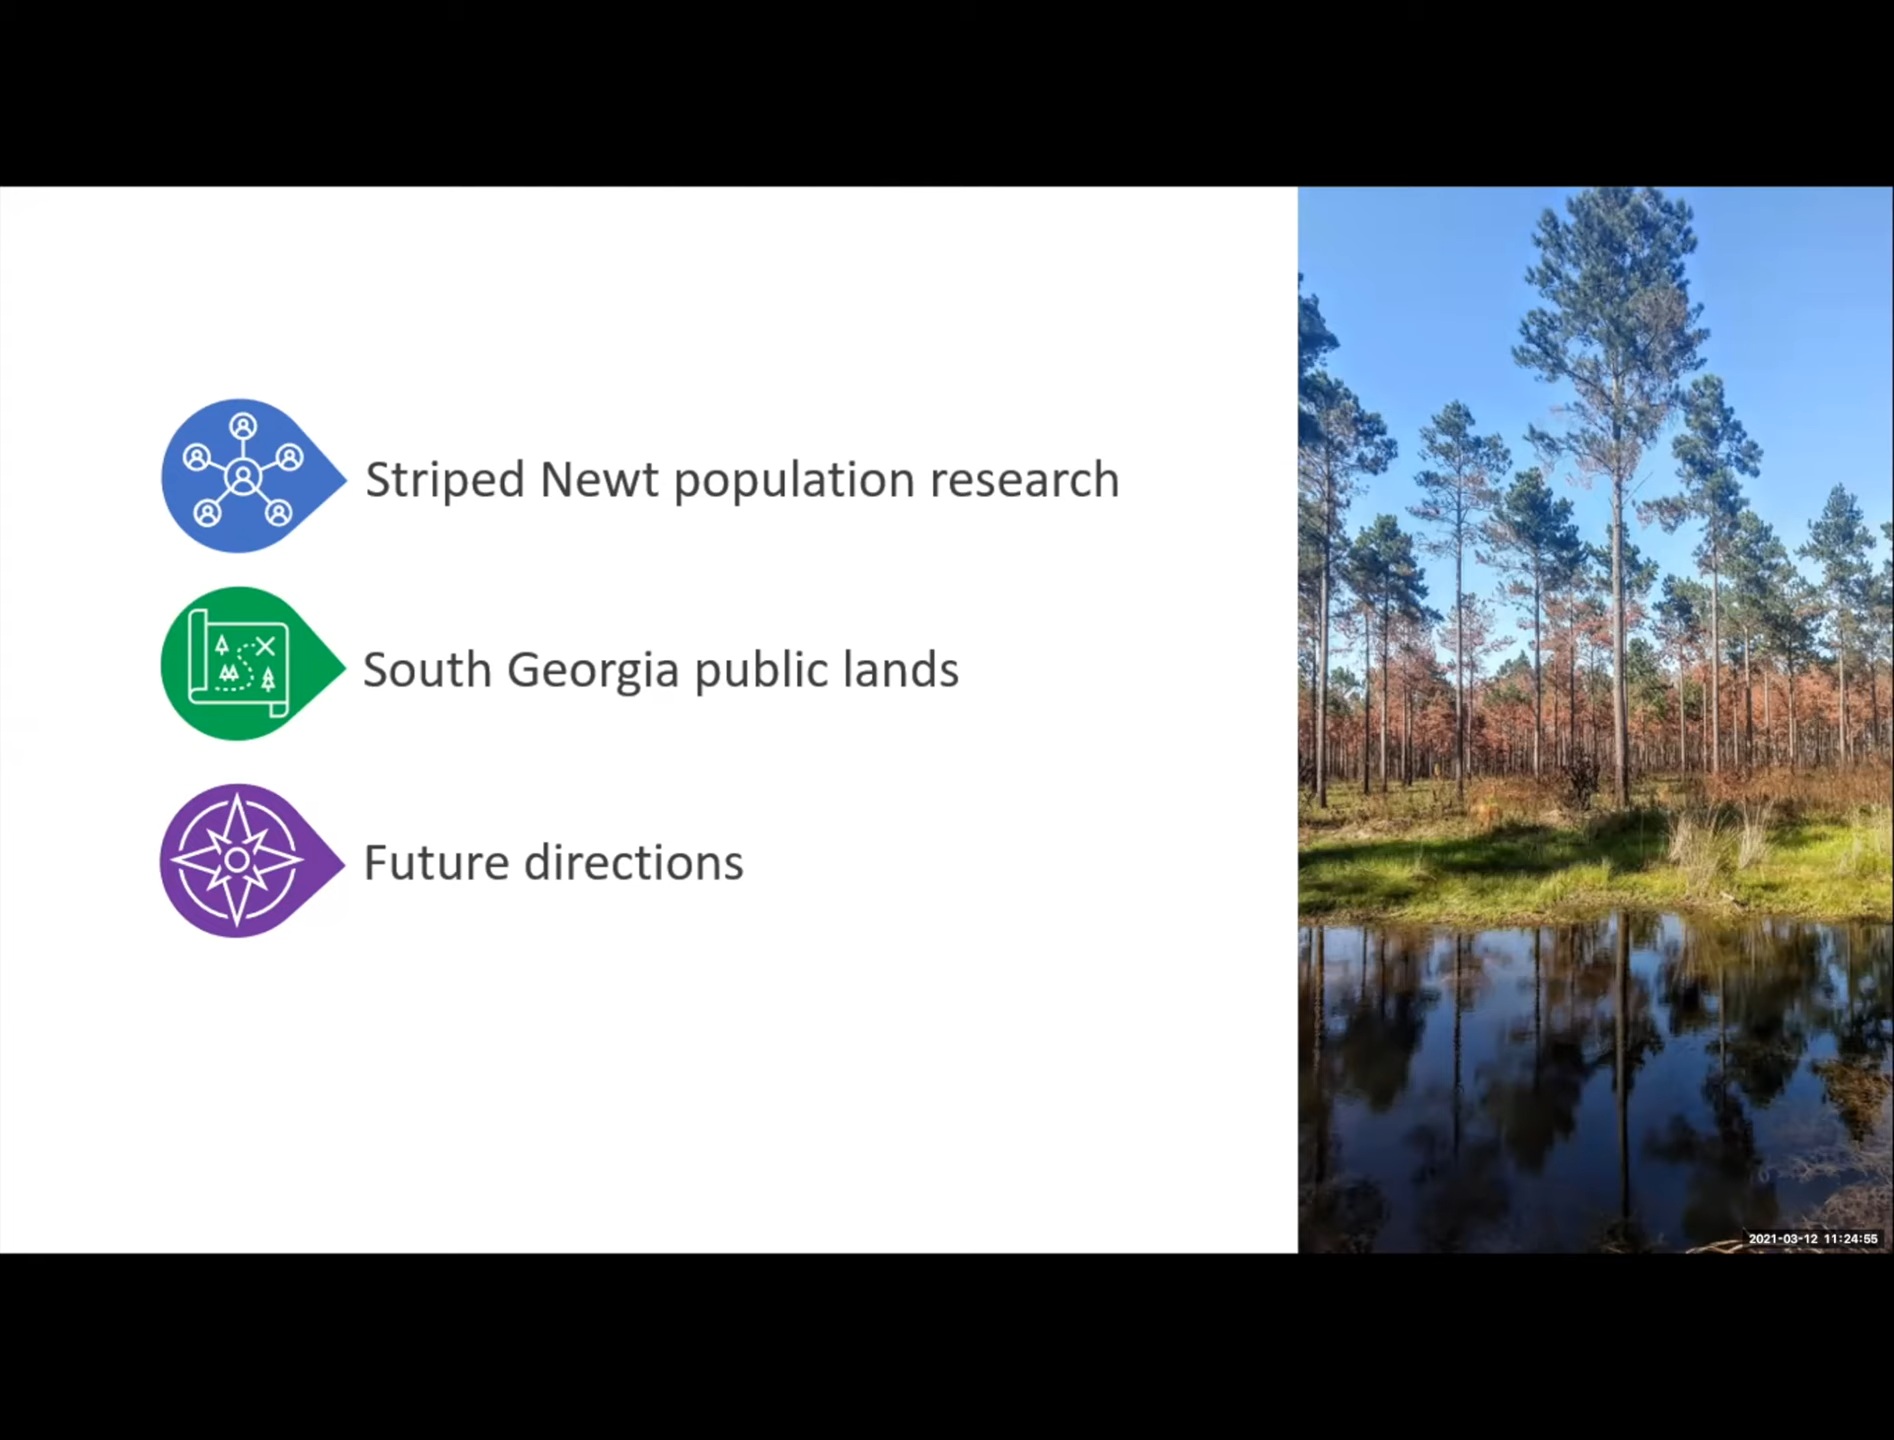 Striped Newt population research
South Georgia public lands
Future directions
2021-03-12 11:24:55